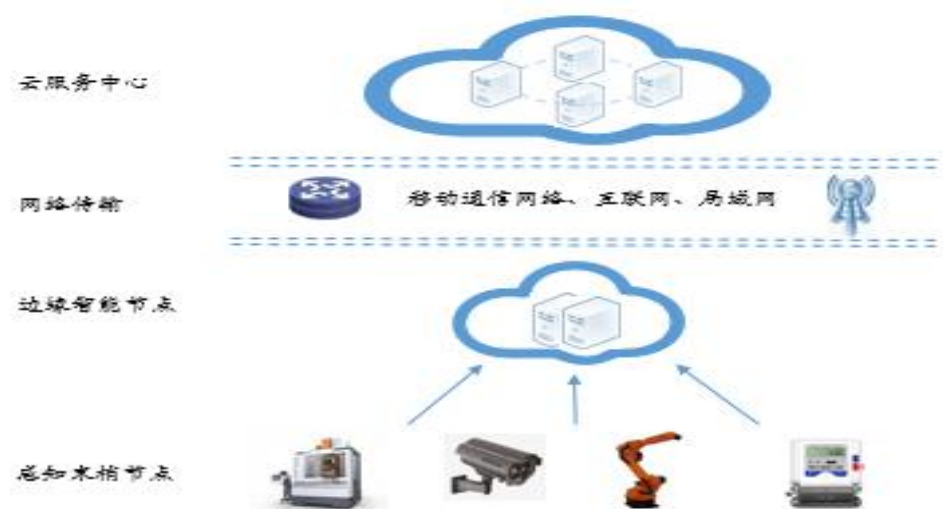 云服务中心
网络传输
移动通信网络、互联网、局域网
边缘智能节点
感知末梢节点